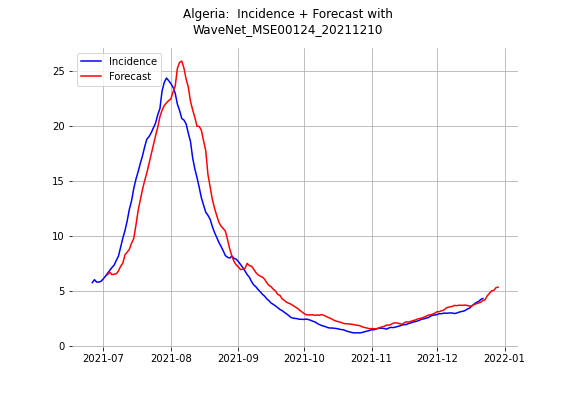 Algeria:  Incidence + Forecast with
WaveNet_MSE00124_20211210
Incidence
Forecast
25
20
15
10
5
0
2021-07 2021-08 2021-09 2021-10 2021-11 2021-12 2022-01